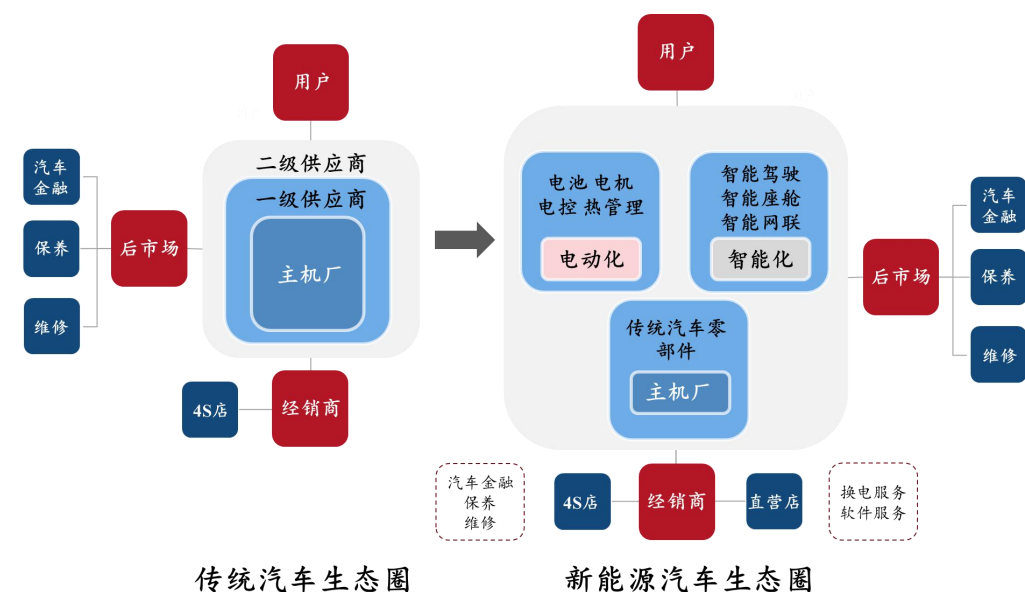 用户
二级供应商
一级供应商
主机厂
汽车
金融
保养
维修
后市场
4S店
经销商
传统汽车生态圈
用户
电池 电机
电控 热管理
电动化
智能驾驶
智能座舱
智能网联
智能化
传统汽车零
部件
主机厂
后市场
汽车
金融
保养
维修
汽车金融
保养
维修
4S店
经销商
直营店
换电服务
软件服务
新能源汽车生态圈